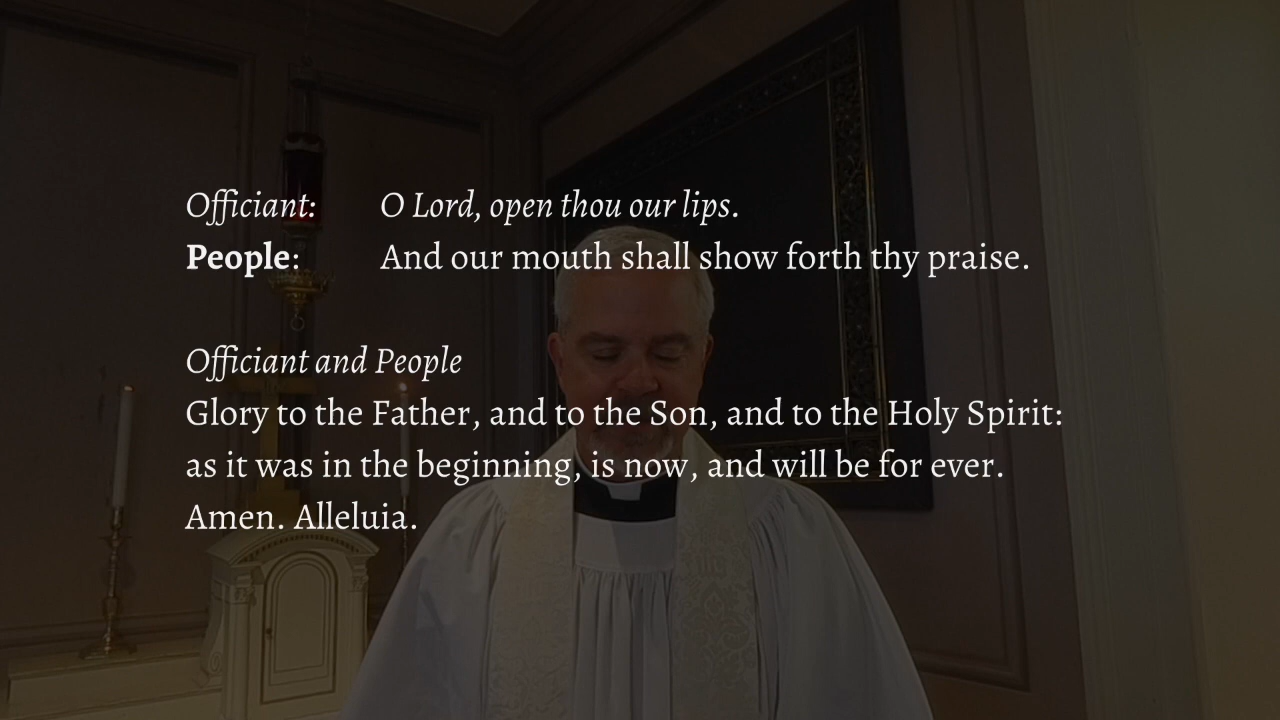 Officiant: O Lord, open thou our lips.
People: And our mouth shall show forth thy praise.
Officiant and People
Glory to the Father, and to the Son, and to the Holy Spirit:
as it was in the beginning, is now, and will be for ever.
Amen. Alleluia.